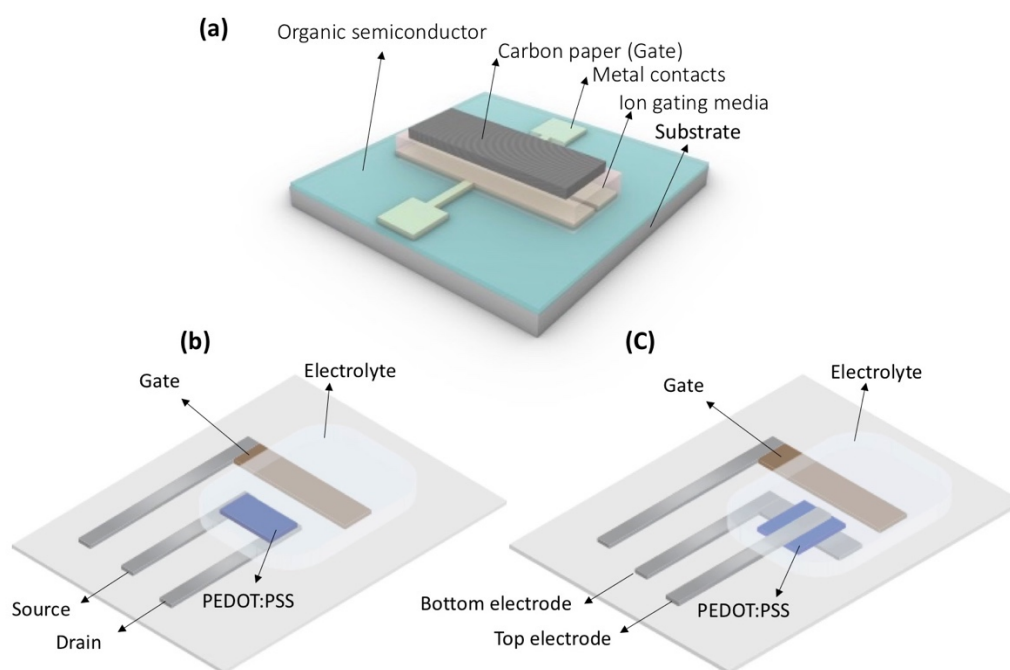 (a)
Organic semiconductor
Carbon paper (Gate)
Metal contacts
Ion gating media
Substrate
(b)
Electrolyte
Gate
Source
Drain
PEDOT:PSS
(C)
Electrolyte
Gate
Bottom electrode
Top electrode
PEDOT:PSS